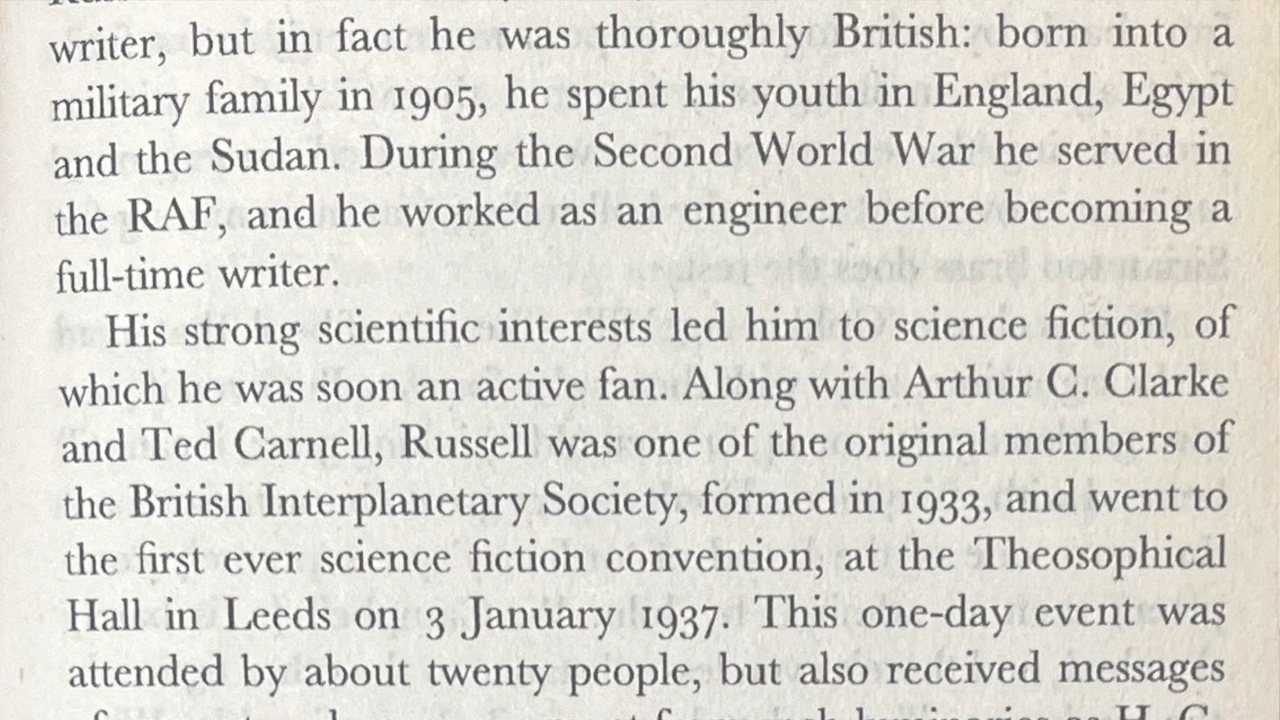 writer, but in fact he was thoroughly British: born into a
military family in 1905, he spent his youth in England, Egypt
and the Sudan. During the Second World War he served in
the RAF, and he worked as an engineer before becoming a
full-time writer.
His strong scientific interests led him to science fiction, of
which he was soon an active fan. Along with Arthur C. Clarke
and Ted Carnell, Russell was one of the original members of
the British Interplanetary Society, formed in 1933, and went to
the first ever science fiction convention, at the Theosophical
Hall in Leeds on 3 January 1937. This one-day event was
attended by about twenty people, but also received messages